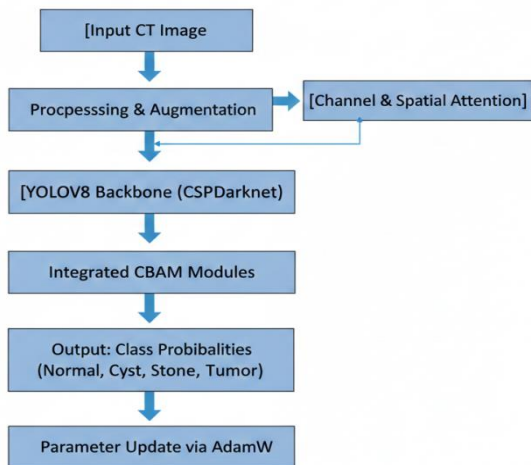 [Input CT Image
Procpesssing & Augmentation
[Channel & Spatial Attention]
[YOLOV8 Backbone (CSPDarknet)
Integrated CBAM Modules
Output: Class Probibalities
(Normal, Cyst, Stone, Tumor)
Parameter Update via AdamW